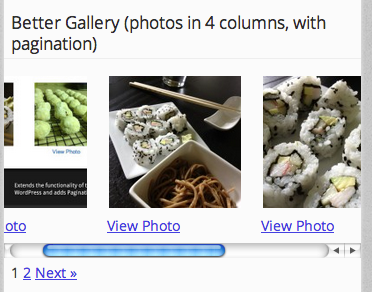 Better Gallery (photos in 4 columns, with
pagination)
View Photo
Extends the functionality of t
WordPress and adds Pagina
oto
View Photo
View Photo
1 2 Next »